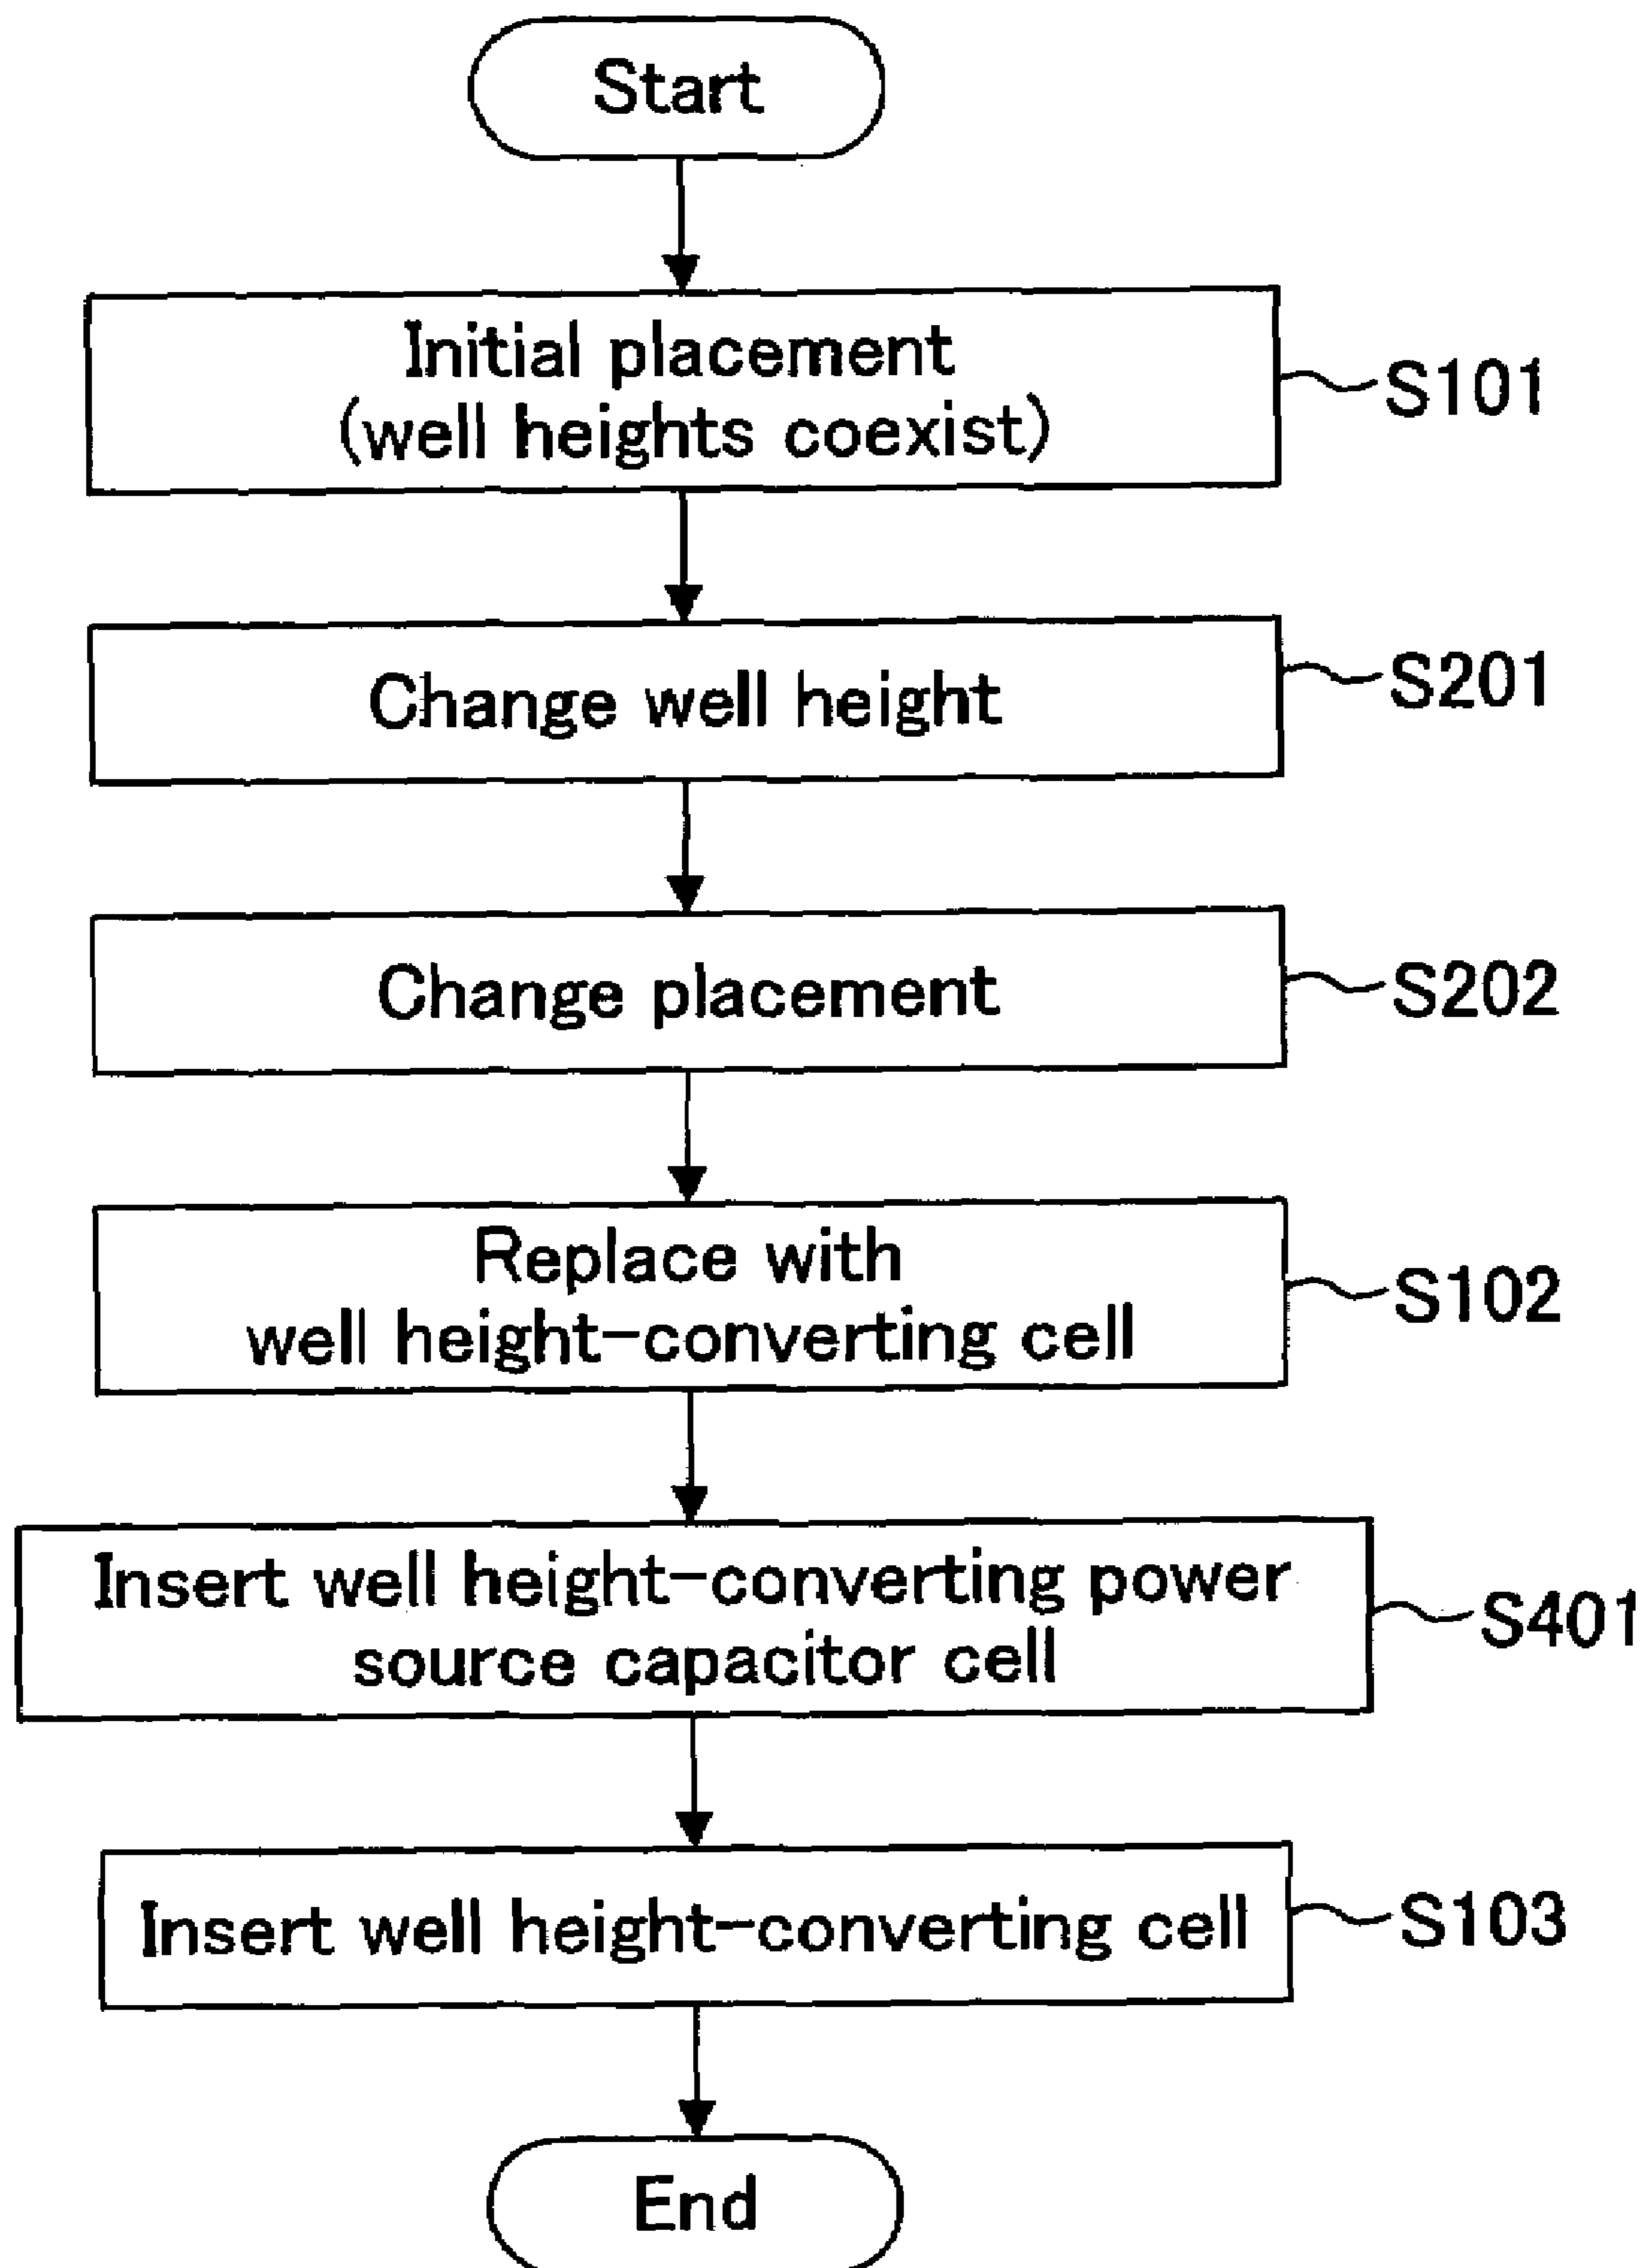 Start
Initial placement
(well heights coexist)
S101
Change well height
S201
Change placement
S202
Replace with
well height-converting cell
S102
Insert well height-converting power
source capacitor cell
S401
Insert well height-converting cell
S103
End